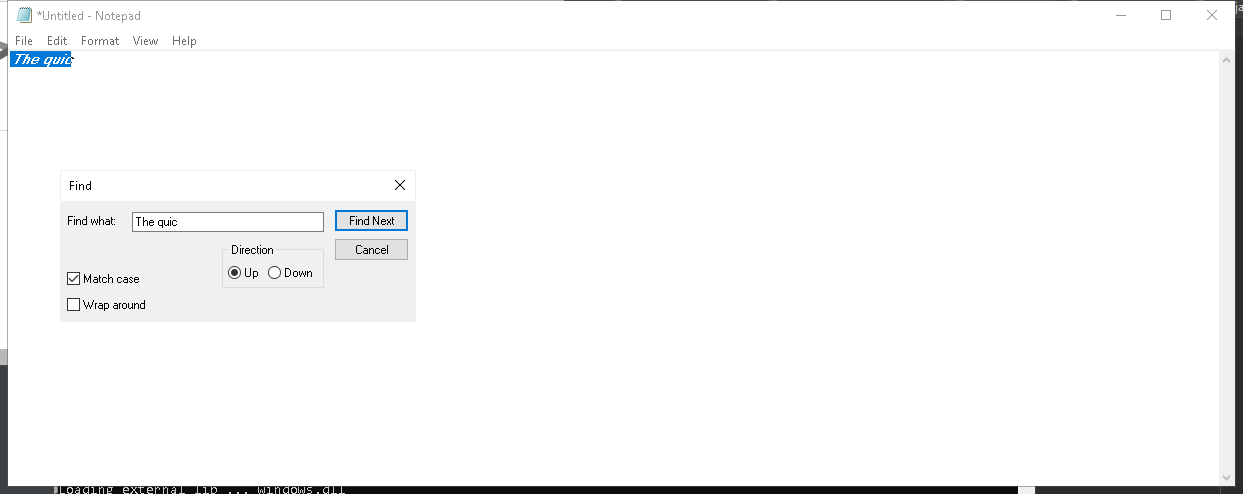 *Untitled - Notepad
File Edit Format View Help
The quic
Find
Find what: The quic Find Next
Direction Cancel
Up Down
Match case
Wrap around
Loading external lib ... windows.dll